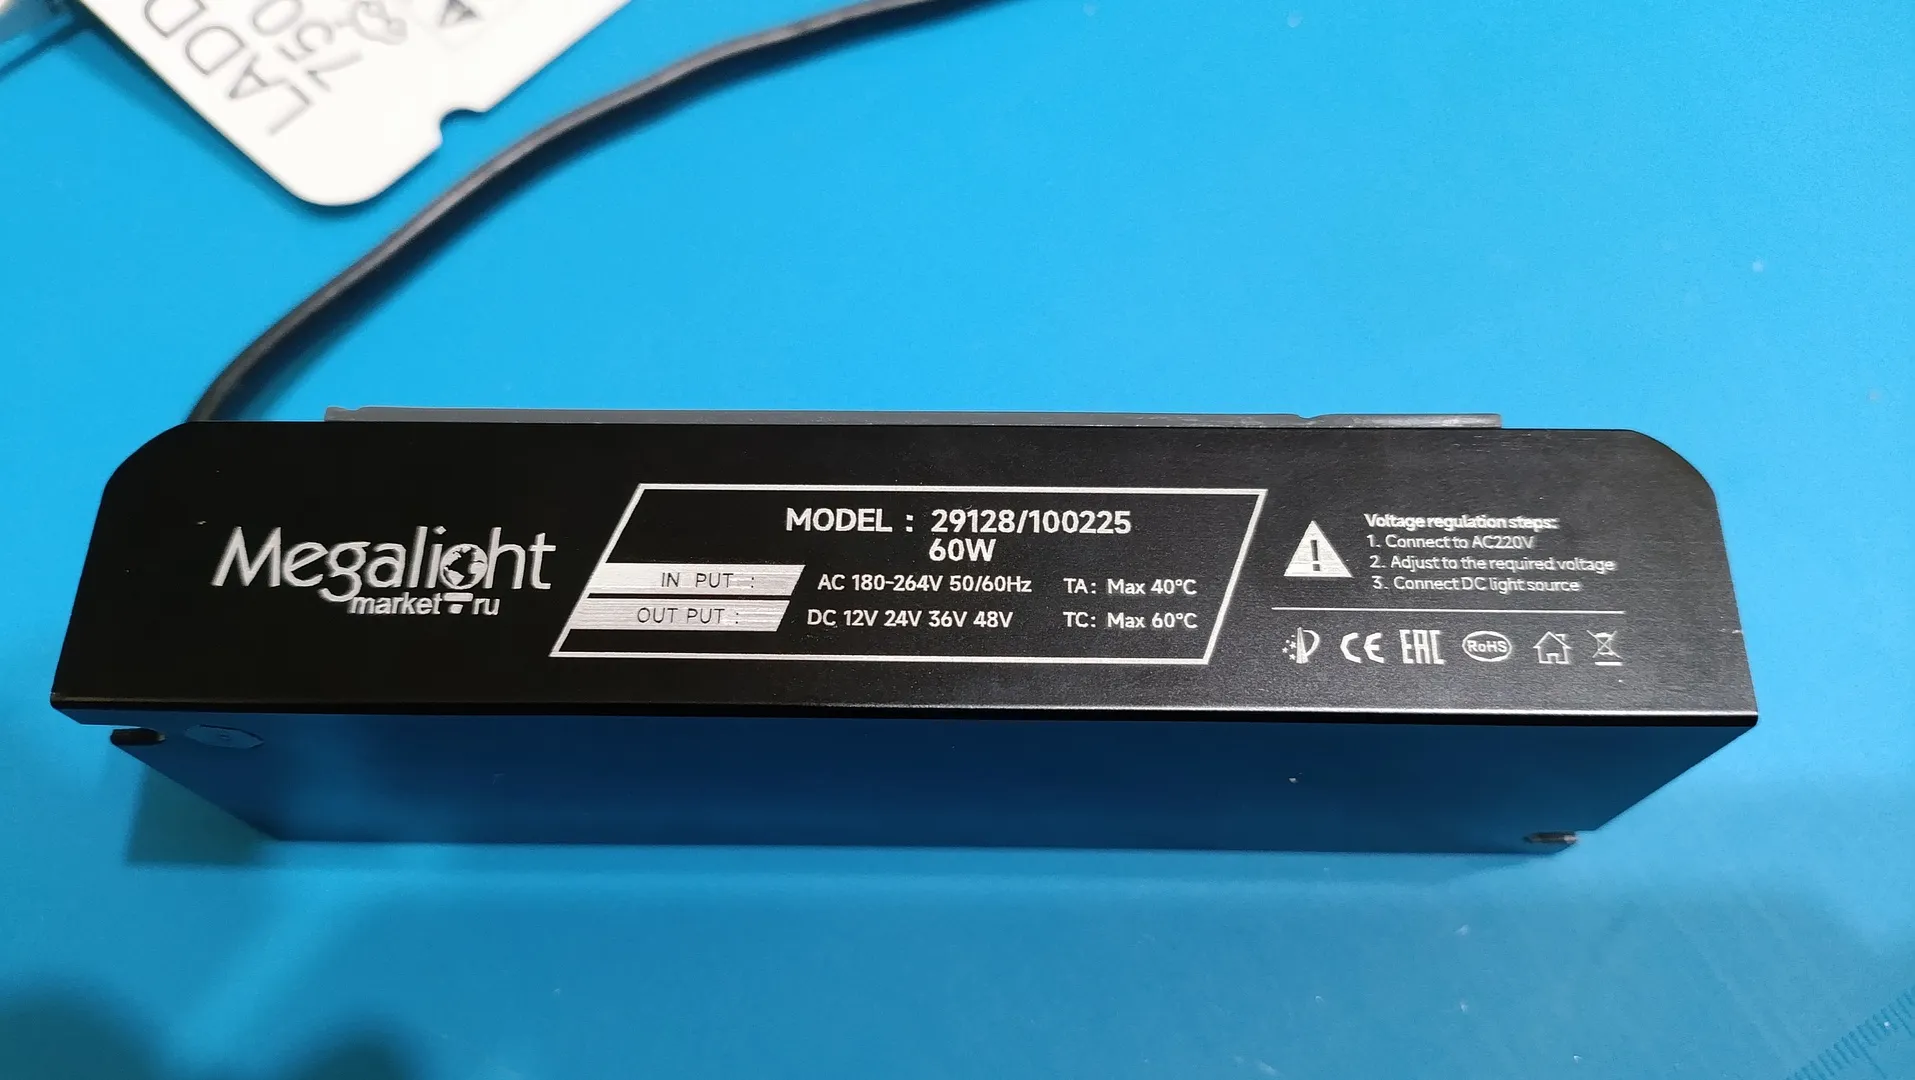 LADD
750
Megalight
market.ru
MODEL : 29128/100225
60W
IN PUT : AC 180-264V 50/60Hz TA: Max 40°C
OUT PUT : DC 12V 24V 36V 48V TC: Max 60°C
Voltage regulation steps:
1. Connect to AC220V
2. Adjust to the required voltage
3. Connect DC light source
CE EAC RoHS